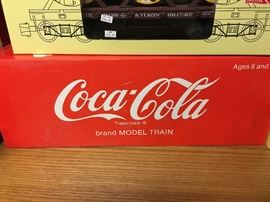 & YUKON
Ages 8 and
Coca-Cola
Trade-mark ®
brand MODEL TRAIN